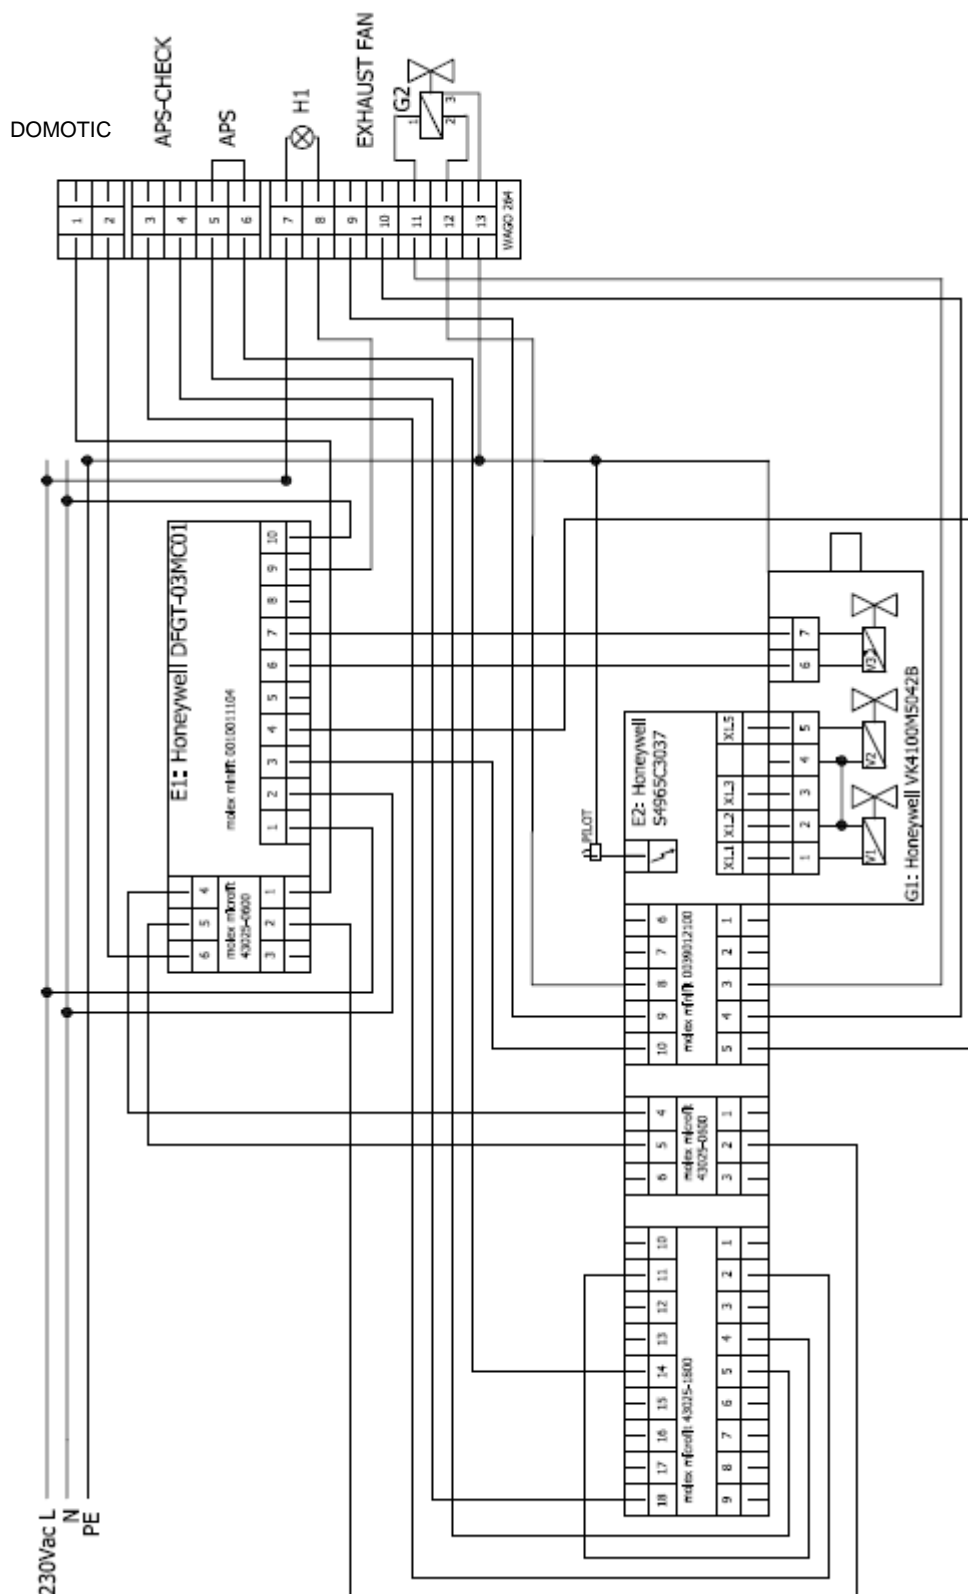 DOMOTIC
APS-CHECK
APS
H1
EXHAUST FAN
G2
1
2
3
1
2
3
4
5
6
7
8
9
10
11
12
13
WAGO 264
E1: Honeywell DFGT-03MC01
molex minifit 0010011104
1
2
3
4
5
6
7
8
9
10
4
5
6
molex microfit
43025-0600
1
2
3
PILOT
E2: Honeywell
S4965C3037
XL1
XL2
XL3
XL5
1
2
3
4
5
6
7
V1
V2
V3
G1: Honeywell VK4100M5042B
6
7
8
9
10
molex minifit 0039012100
1
2
3
4
5
4
5
6
molex microfit
43025-0600
1
2
3
10
11
12
13
14
15
16
17
18
molex microfit 43025-1800
1
2
3
4
5
6
7
8
9
230Vac L
N
PE